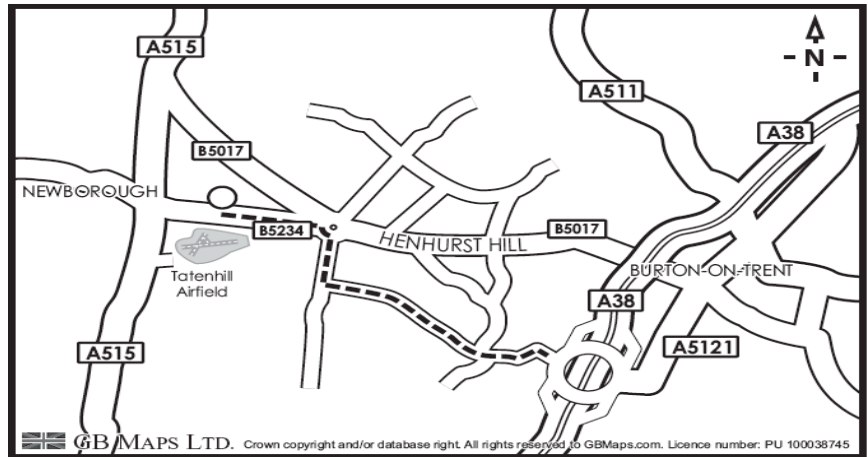 A515
A511
N
A38
B5017
NEWBOROUGH
B5234
HENHURST HILL
B5017
Tatenhill
Airfield
BURTON-ON-TRENT
A38
A515
A5121
GB MAPS LTD. Crown copyright and/or database right. All rights reserved to GBMaps.com. Licence number: PU 100038745